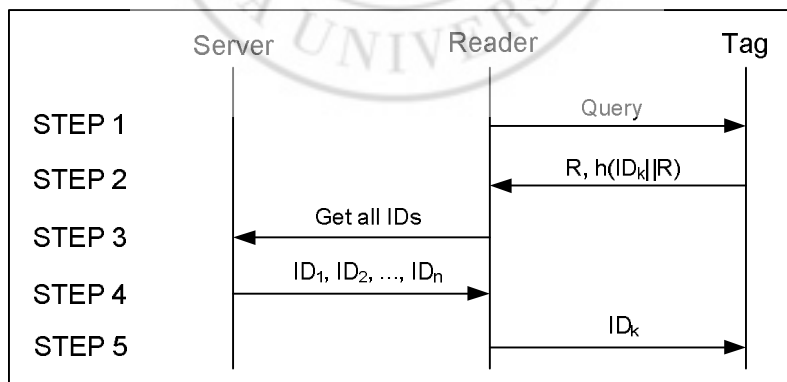 A UNIVERS
Server Reader Tag
STEP 1 Query
STEP 2 R, h(IDₖ||R)
STEP 3 Get all IDs
STEP 4 ID₁, ID₂, ..., IDₙ
STEP 5 IDₖ